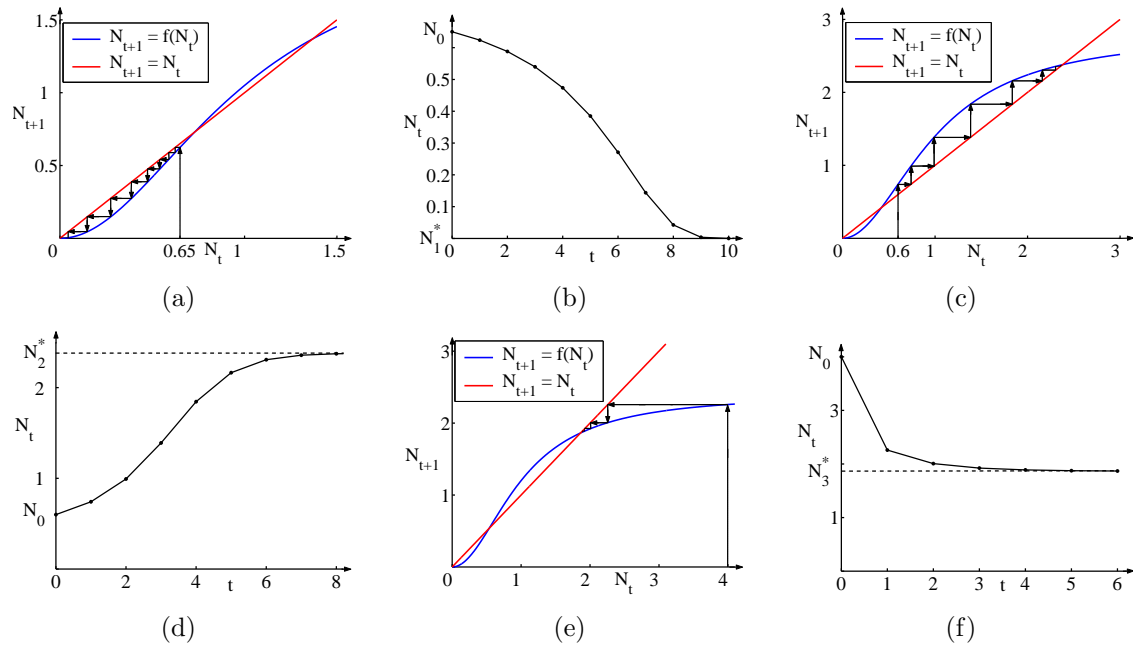 1.5
1
0.5
0
0.65
1
1.5
N_{t+1}
N_t
N_{t+1} = f(N_t)
N_{t+1} = N_t
(a)
N_0
0.5
0.4
0.3
0.2
0.1
N_1^*
N_t
0
2
4
6
8
10
t
(b)
3
2
1
0
0.6
1
2
3
N_{t+1}
N_t
N_{t+1} = f(N_t)
N_{t+1} = N_t
(c)
N_2^*
2
N_t
1
N_0
0
2
4
6
8
t
(d)
3
2
N_{t+1}
1
0
1
2
3
4
N_t
N_{t+1} = f(N_t)
N_{t+1} = N_t
(e)
N_0
3
N_t
N_3^*
1
0
1
2
3
4
5
6
t
(f)